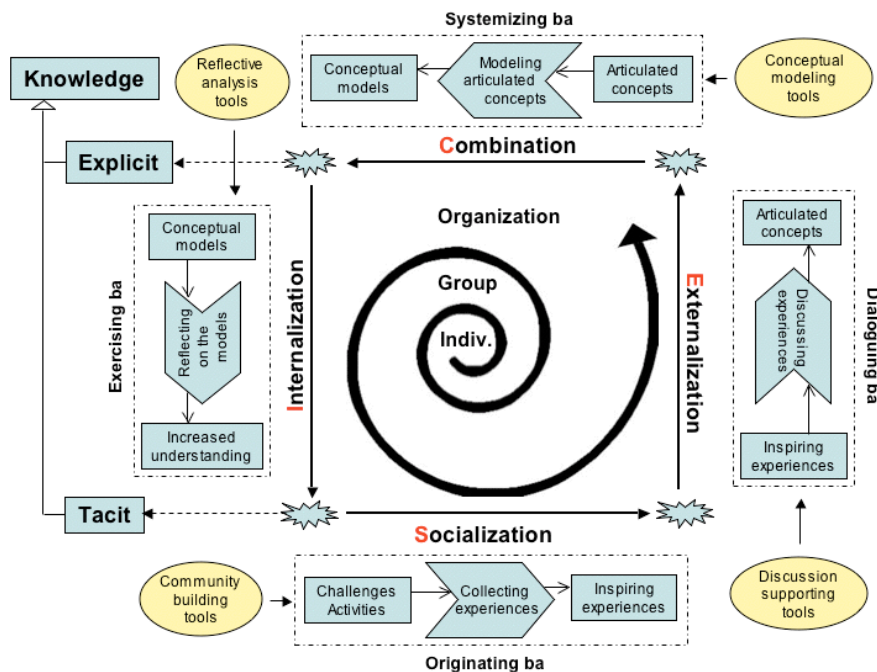 Systemizing ba
Knowledge
Reflective
analysis
tools
Conceptual
models
Modeling
articulated
concepts
Articulated
concepts
Conceptual
modeling
tools
Combination
Explicit
Organization
Group
Indiv.
Internalization
Externalization
Exercising ba
Conceptual
models
Reflecting
on the
models
Increased
understanding
Articulated
concepts
Discussing
experiences
Inspiring
experiences
Dialoguing ba
Tacit
Socialization
Community
building
tools
Challenges
Activities
Collecting
experiences
Inspiring
experiences
Discussion
supporting
tools
Originating ba